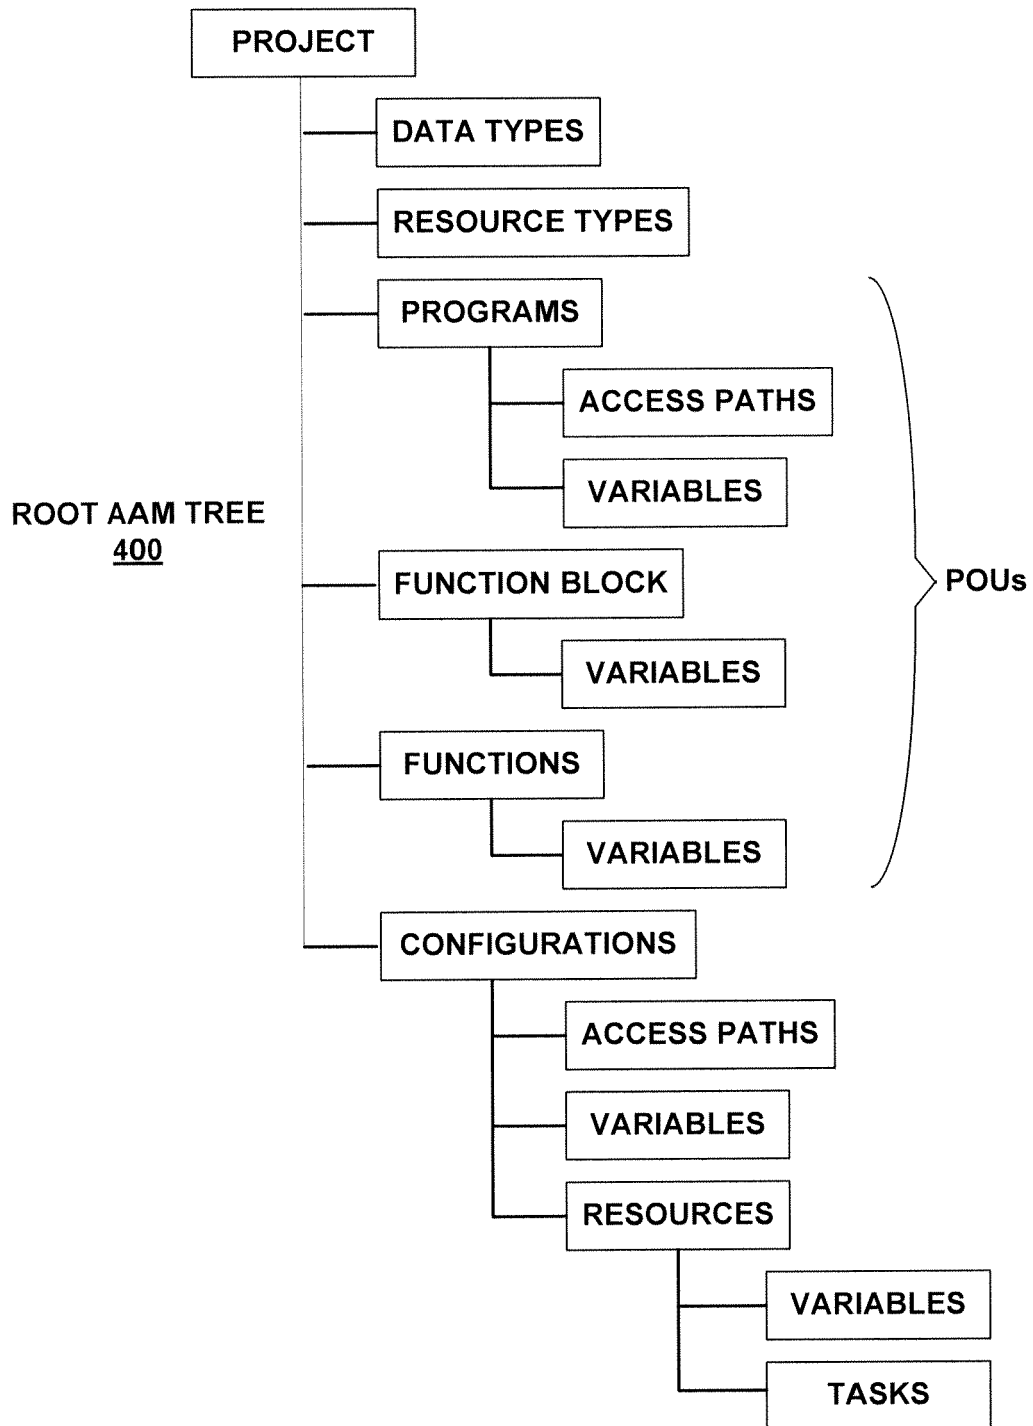 PROJECT
DATA TYPES
RESOURCE TYPES
PROGRAMS
ACCESS PATHS
VARIABLES
ROOT AAM TREE
400
FUNCTION BLOCK
POUs
VARIABLES
FUNCTIONS
VARIABLES
CONFIGURATIONS
ACCESS PATHS
VARIABLES
RESOURCES
VARIABLES
TASKS